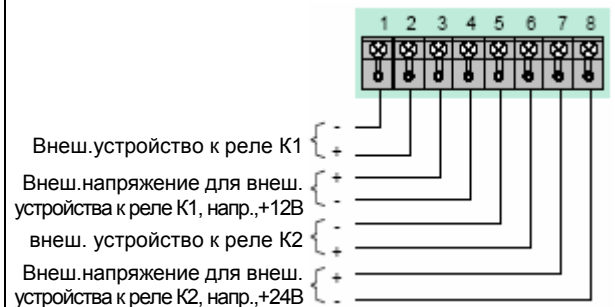 1 2 3 4 5 6 7 8
Внеш.устройство к реле К1
-
+
Внеш.напряжение для внеш.
+
устройства к реле К1, напр.,+12В
-
внеш. устройство к реле К2
-
+
Внеш.напряжение для внеш.
+
устройства к реле К2, напр.,+24В
-